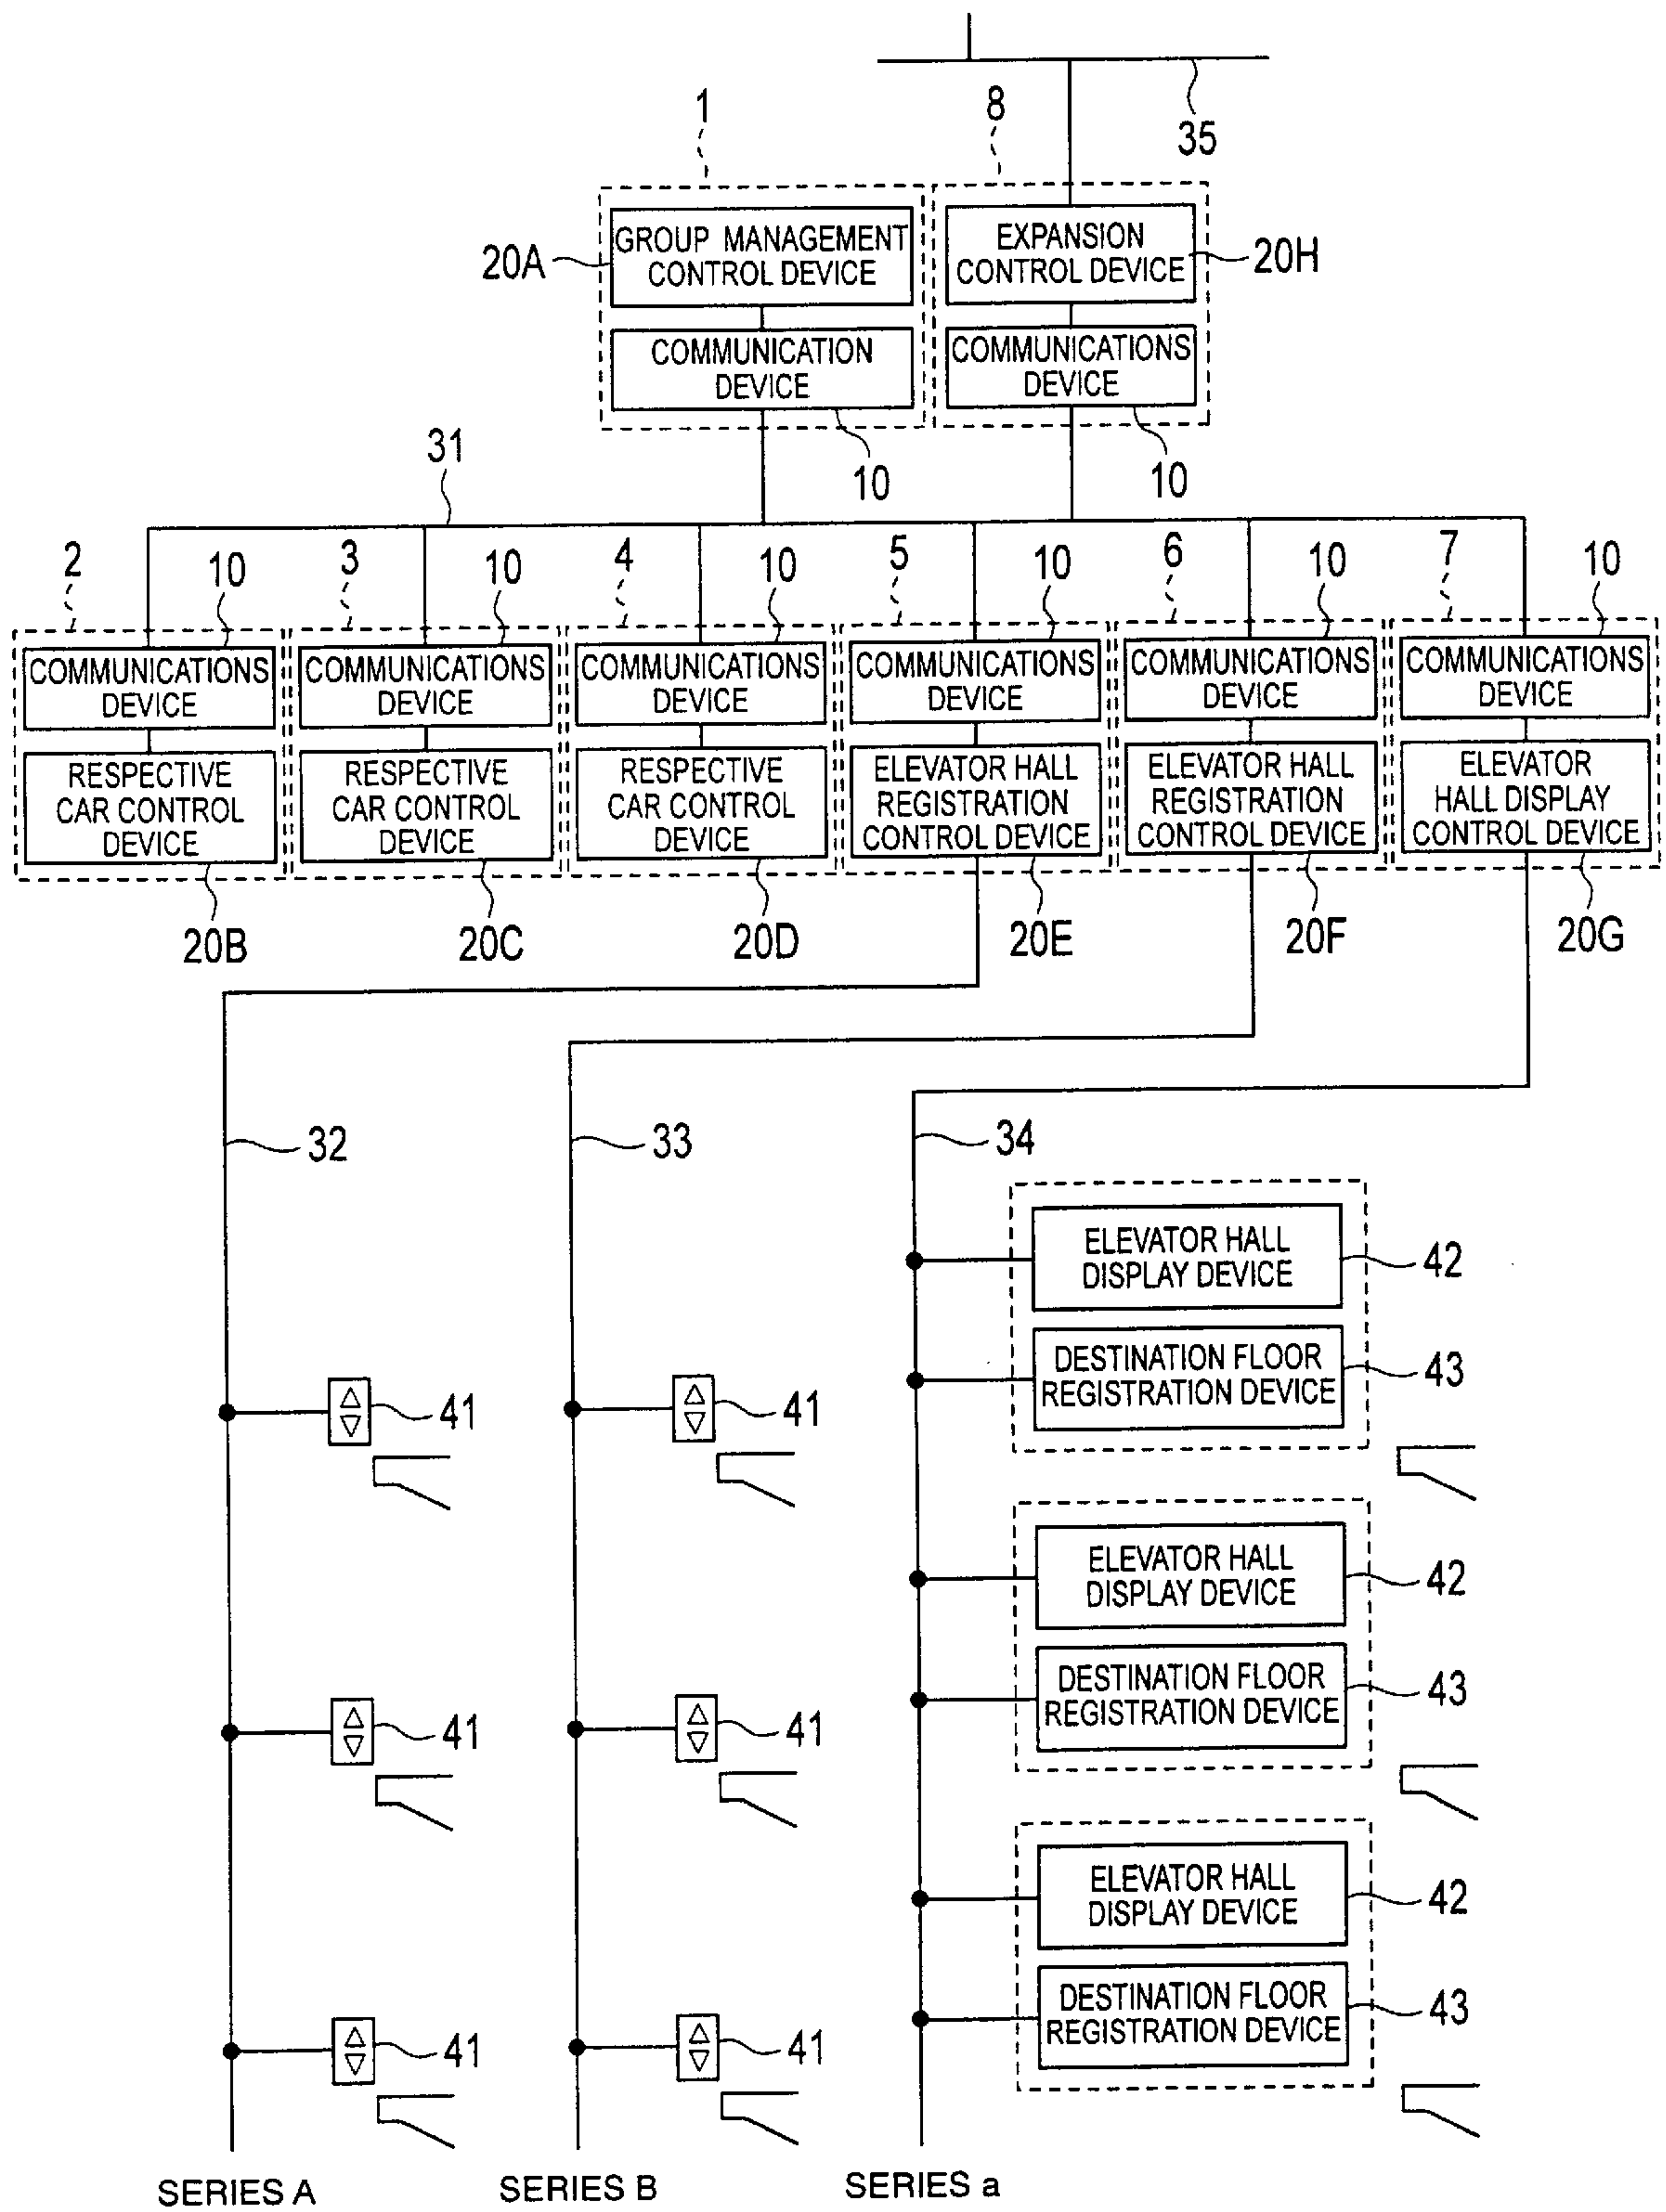 35
1
8
GROUP MANAGEMENT
CONTROL DEVICE
20A
EXPANSION
CONTROL DEVICE
20H
COMMUNICATION
DEVICE
COMMUNICATIONS
DEVICE
10
10
31
2
10
3
10
4
10
5
10
6
10
7
10
COMMUNICATIONS
DEVICE
COMMUNICATIONS
DEVICE
COMMUNICATIONS
DEVICE
COMMUNICATIONS
DEVICE
COMMUNICATIONS
DEVICE
COMMUNICATIONS
DEVICE
RESPECTIVE
CAR CONTROL
DEVICE
RESPECTIVE
CAR CONTROL
DEVICE
RESPECTIVE
CAR CONTROL
DEVICE
ELEVATOR HALL
REGISTRATION
CONTROL DEVICE
ELEVATOR HALL
REGISTRATION
CONTROL DEVICE
ELEVATOR
HALL DISPLAY
CONTROL DEVICE
20B
20C
20D
20E
20F
20G
32
33
34
ELEVATOR HALL
DISPLAY DEVICE
42
DESTINATION FLOOR
REGISTRATION DEVICE
43
41
41
ELEVATOR HALL
DISPLAY DEVICE
42
DESTINATION FLOOR
REGISTRATION DEVICE
43
41
41
ELEVATOR HALL
DISPLAY DEVICE
42
DESTINATION FLOOR
REGISTRATION DEVICE
43
41
41
SERIES A
SERIES B
SERIES a